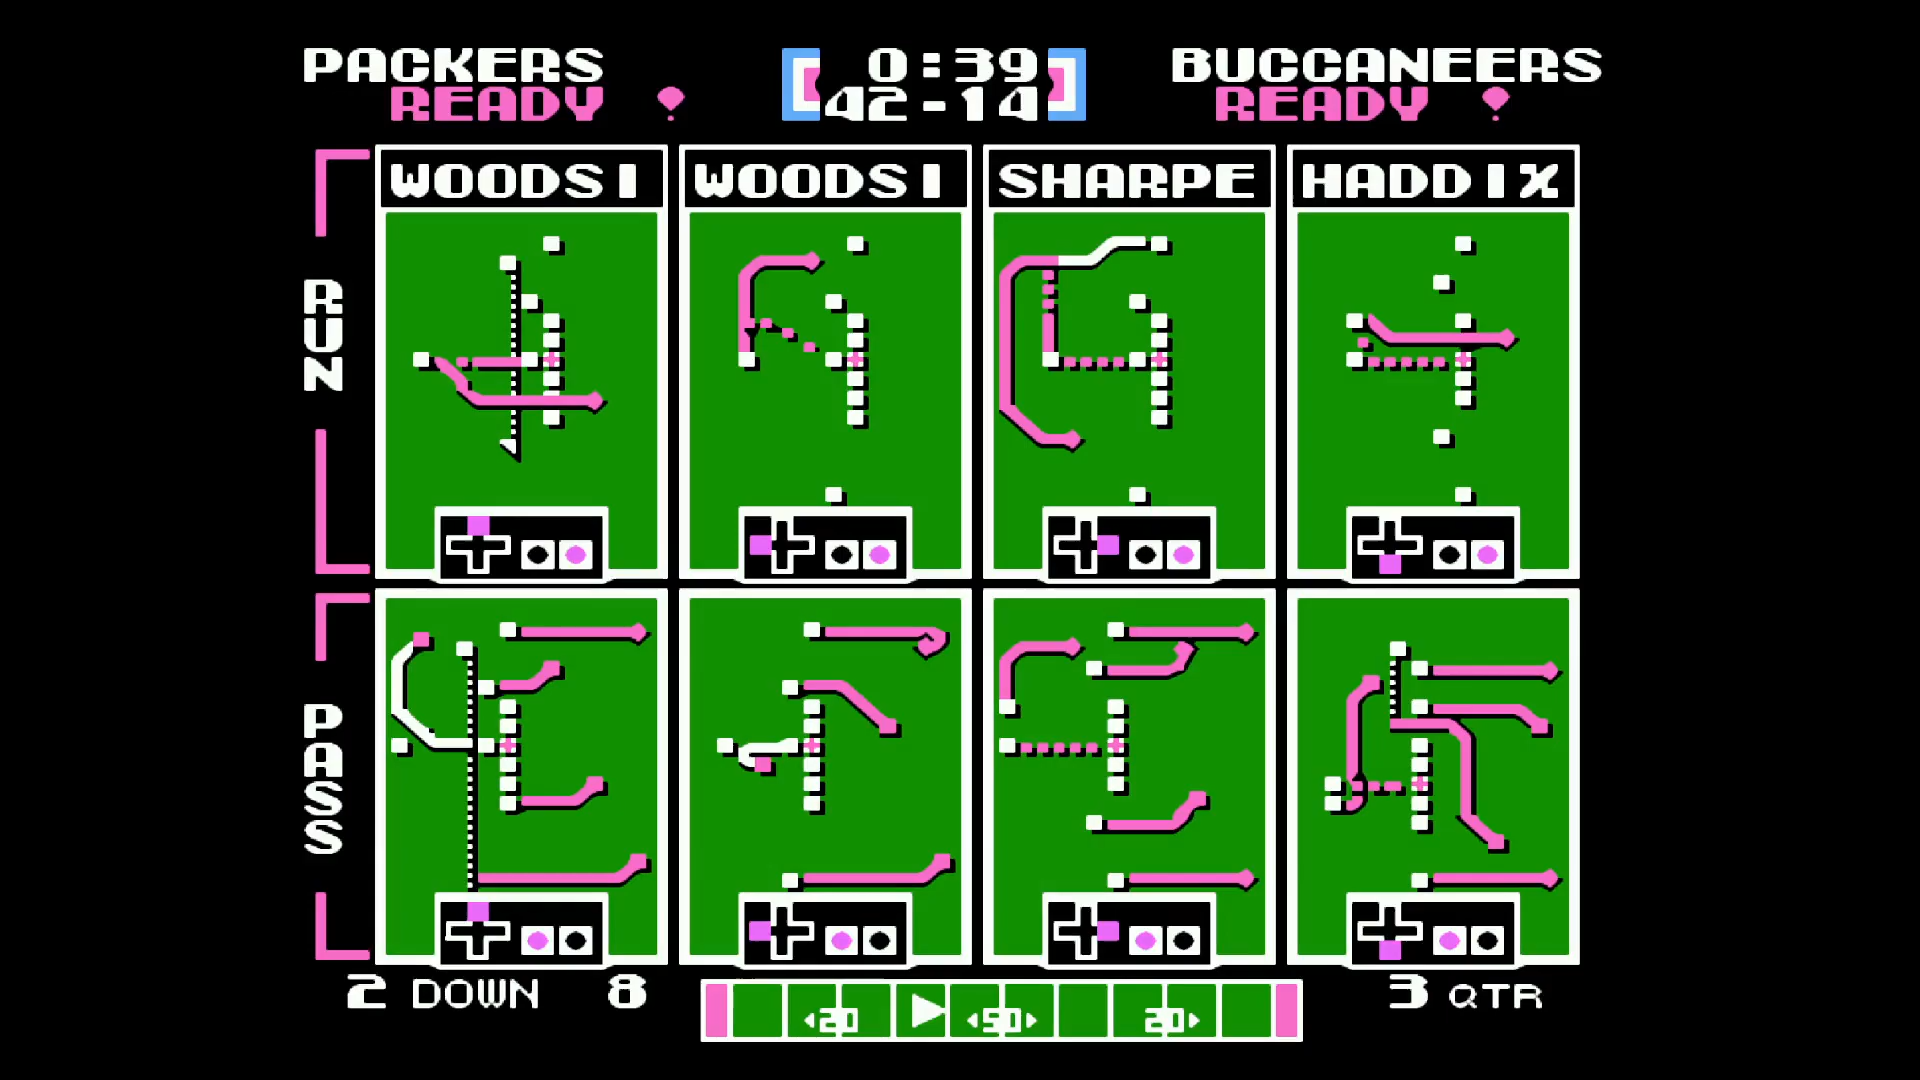 PACKERS 0:39 BUCCANEERS
READY 42-14 READY
WOODS I WOODS I SHARPE HADDIX
RUN
PASS
2 DOWN 8 3 QTR
20 50 20